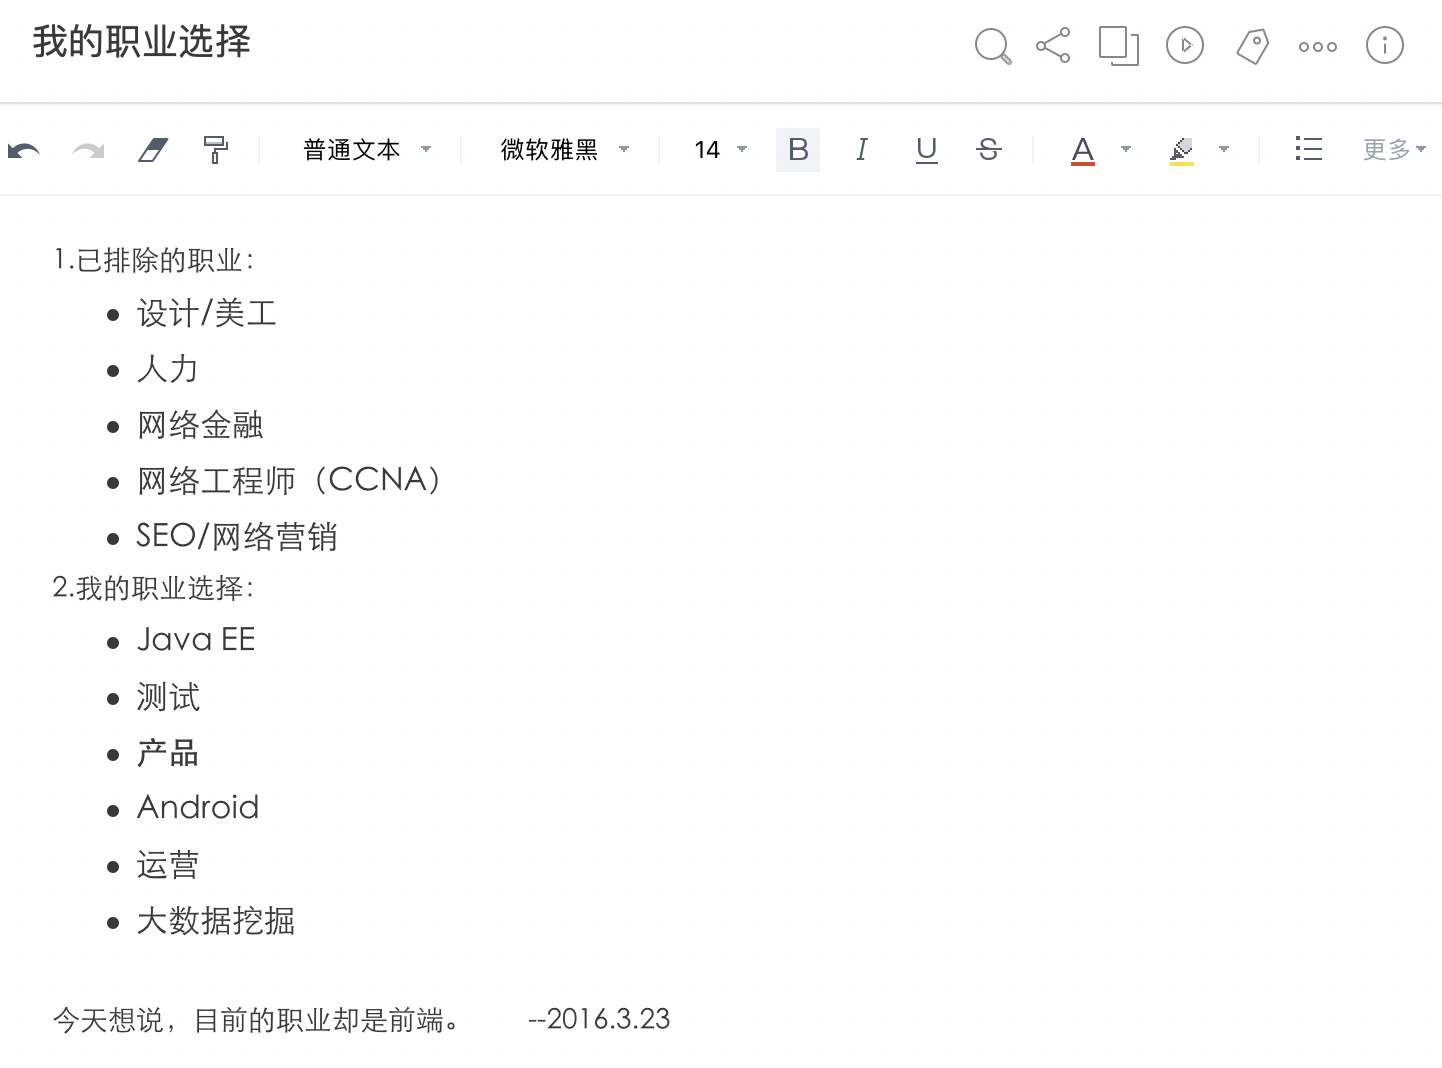 我的职业选择
普通文本 微软雅黑 14 B I U S A 更多
1.已排除的职业：
● 设计/美工
● 人力
● 网络金融
● 网络工程师（CCNA）
● SEO/网络营销
2.我的职业选择：
● Java EE
● 测试
● 产品
● Android
● 运营
● 大数据挖掘
今天想说，目前的职业却是前端。 --2016.3.23